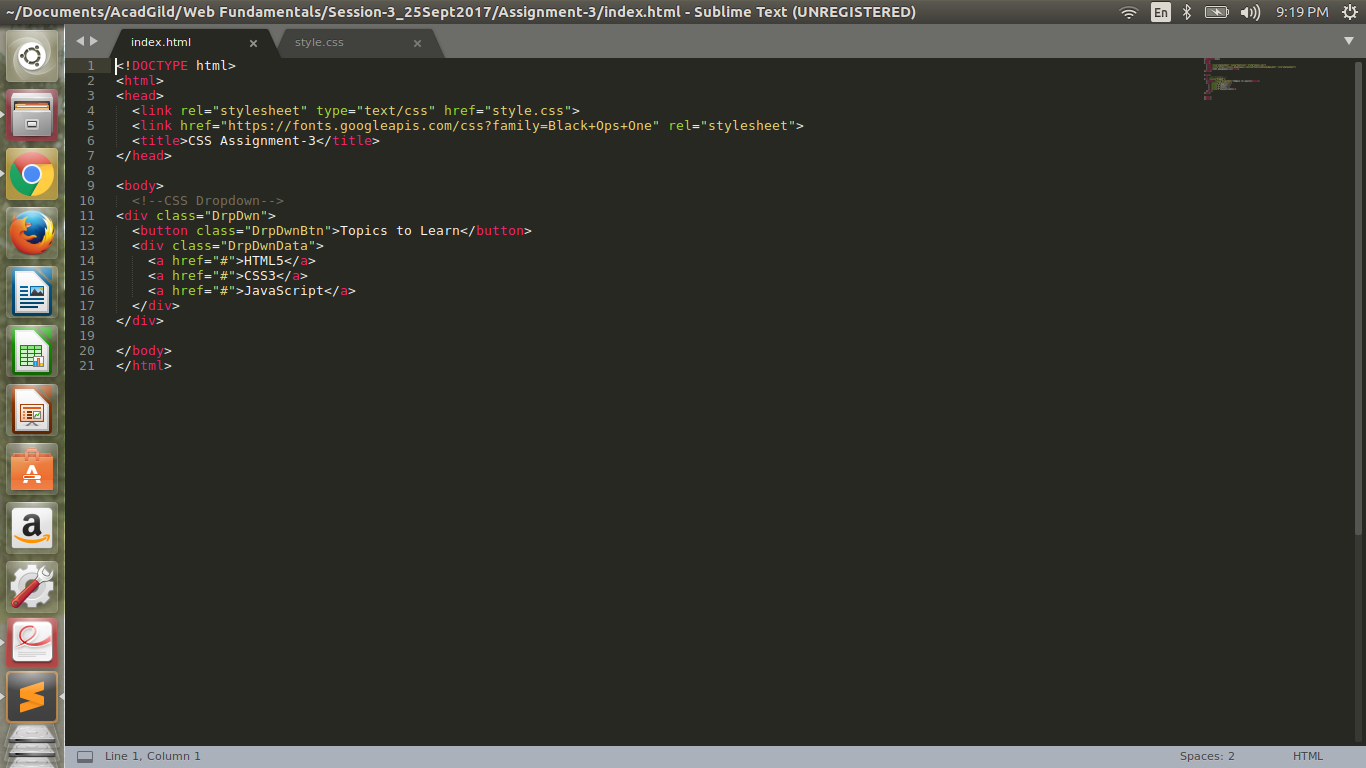 ~/Documents/AcadGild/Web Fundamentals/Session-3_25Sept2017/Assignment-3/index.html - Sublime Text (UNREGISTERED)
En
9:19 PM
index.html
style.css
1 <!DOCTYPE html>
2 <html>
3 <head>
4   <link rel="stylesheet" type="text/css" href="style.css">
5   <link href="https://fonts.googleapis.com/css?family=Black+Ops+One" rel="stylesheet">
6   <title>CSS Assignment-3</title>
7 </head>
8
9 <body>
10   <!--CSS Dropdown-->
11 <div class="DrpDwn">
12   <button class="DrpDwnBtn">Topics to Learn</button>
13   <div class="DrpDwnData">
14     <a href="#">HTML5</a>
15     <a href="#">CSS3</a>
16     <a href="#">JavaScript</a>
17   </div>
18 </div>
19
20 </body>
21 </html>
Line 1, Column 1
Spaces: 2
HTML